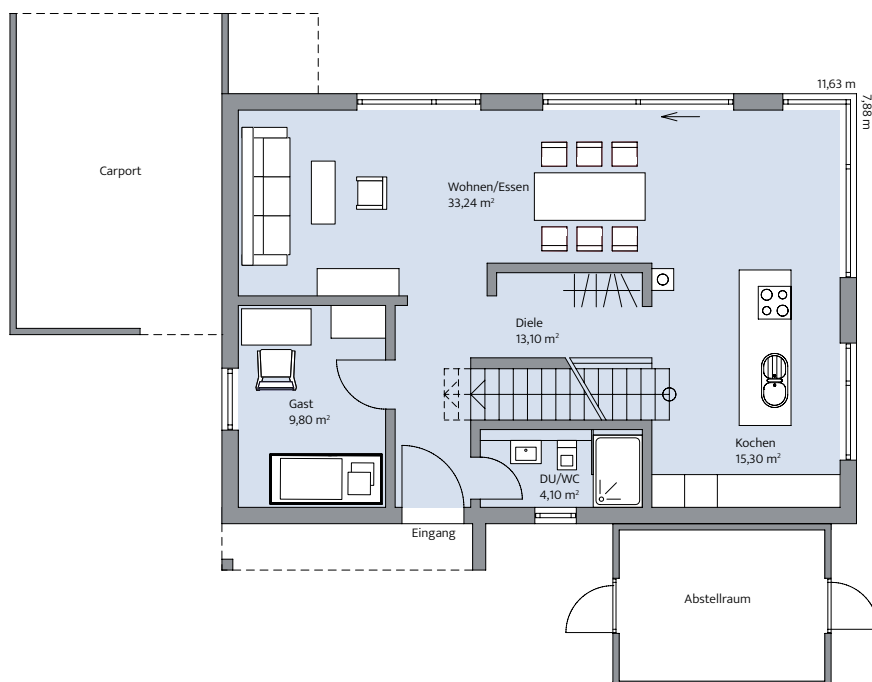 11,63 m
7,88 m
Carport
Wohnen/Essen
33,24 m²
Diele
13,10 m²
Gast
9,80 m²
Kochen
15,30 m²
DU/WC
4,10 m²
Eingang
Abstellraum